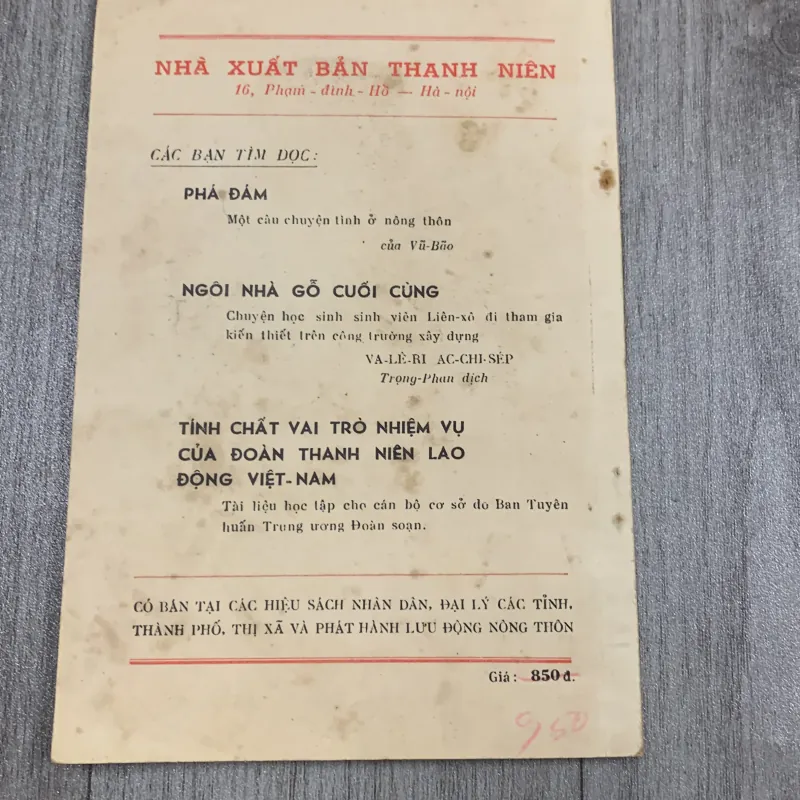 NHÀ XUẤT BẢN THANH NIÊN
16, Phạm-đình-Hồ — Hà-nội
CÁC BẠN TÌM ĐỌC:
PHÁ ĐÁM
Một câu chuyện tình ở nông thôn
của Vũ-Bão
NGÔI NHÀ GỖ CUỐI CÙNG
Chuyện học sinh sinh viên Liên-xô đi tham gia
kiến thiết trên công trường xây dựng
VA-LÊ-RI AC-CHI-SÉP
Trọng-Phan dịch
TÍNH CHẤT VAI TRÒ NHIỆM VỤ
CỦA ĐOÀN THANH NIÊN LAO
ĐỘNG VIỆT-NAM
Tài liệu học tập cho cán bộ cơ sở do Ban Tuyên
huấn Trung ương Đoàn soạn.
CÓ BÁN TẠI CÁC HIỆU SÁCH NHÂN DÂN, ĐẠI LÝ CÁC TỈNH,
THÀNH PHỐ, THỊ XÃ VÀ PHÁT HÀNH LƯU ĐỘNG NÔNG THÔN
Giá: 850đ.
950